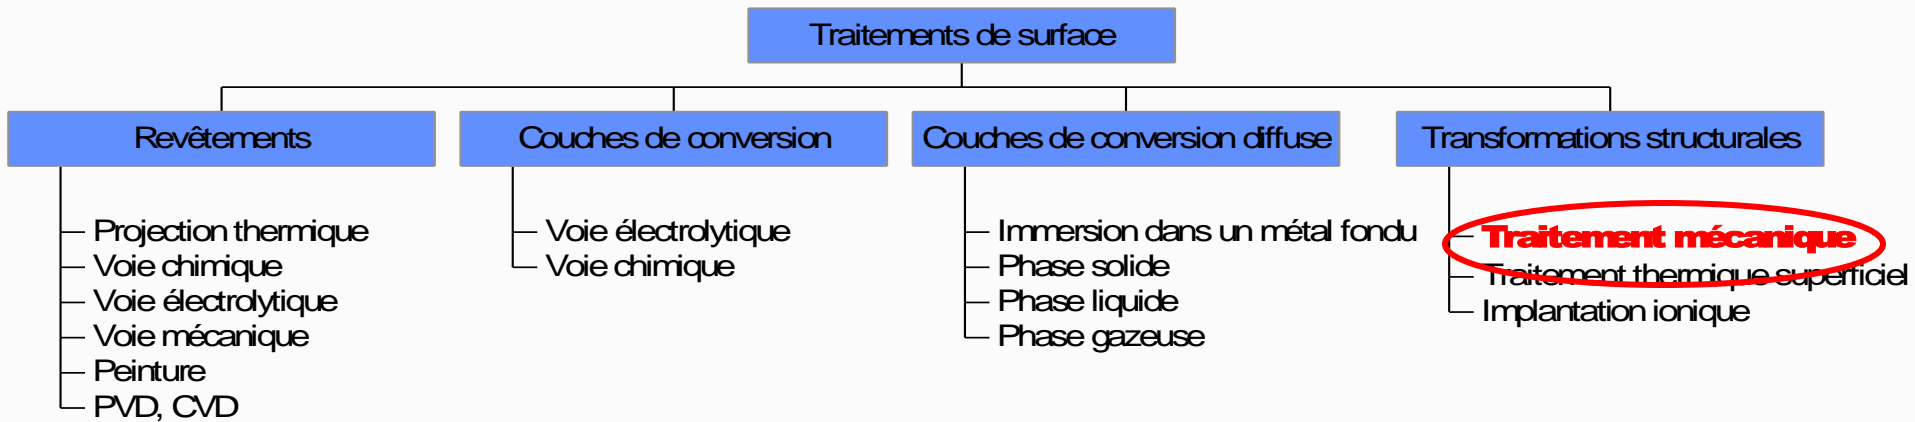 Traitements de surface
Revêtements
Couches de conversion
Couches de conversion diffuse
Transformations structurales
Projection thermique
Voie chimique
Voie électrolytique
Voie mécanique
Peinture
PVD, CVD
Voie électrolytique
Voie chimique
Immersion dans un métal fondu
Phase solide
Phase liquide
Phase gazeuse
Traitement mécanique
Traitement thermique superficiel
Implantation ionique